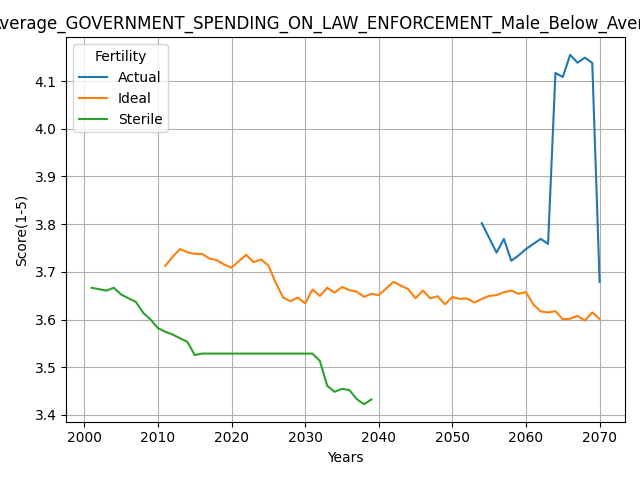 Average_GOVERNMENT_SPENDING_ON_LAW_ENFORCEMENT_Male_Below_Aver
Fertility
Actual
Ideal
Sterile
4.1
4.0
3.9
3.8
3.7
3.6
3.5
3.4
Score(1-5)
2000 2010 2020 2030 2040 2050 2060 2070
Years